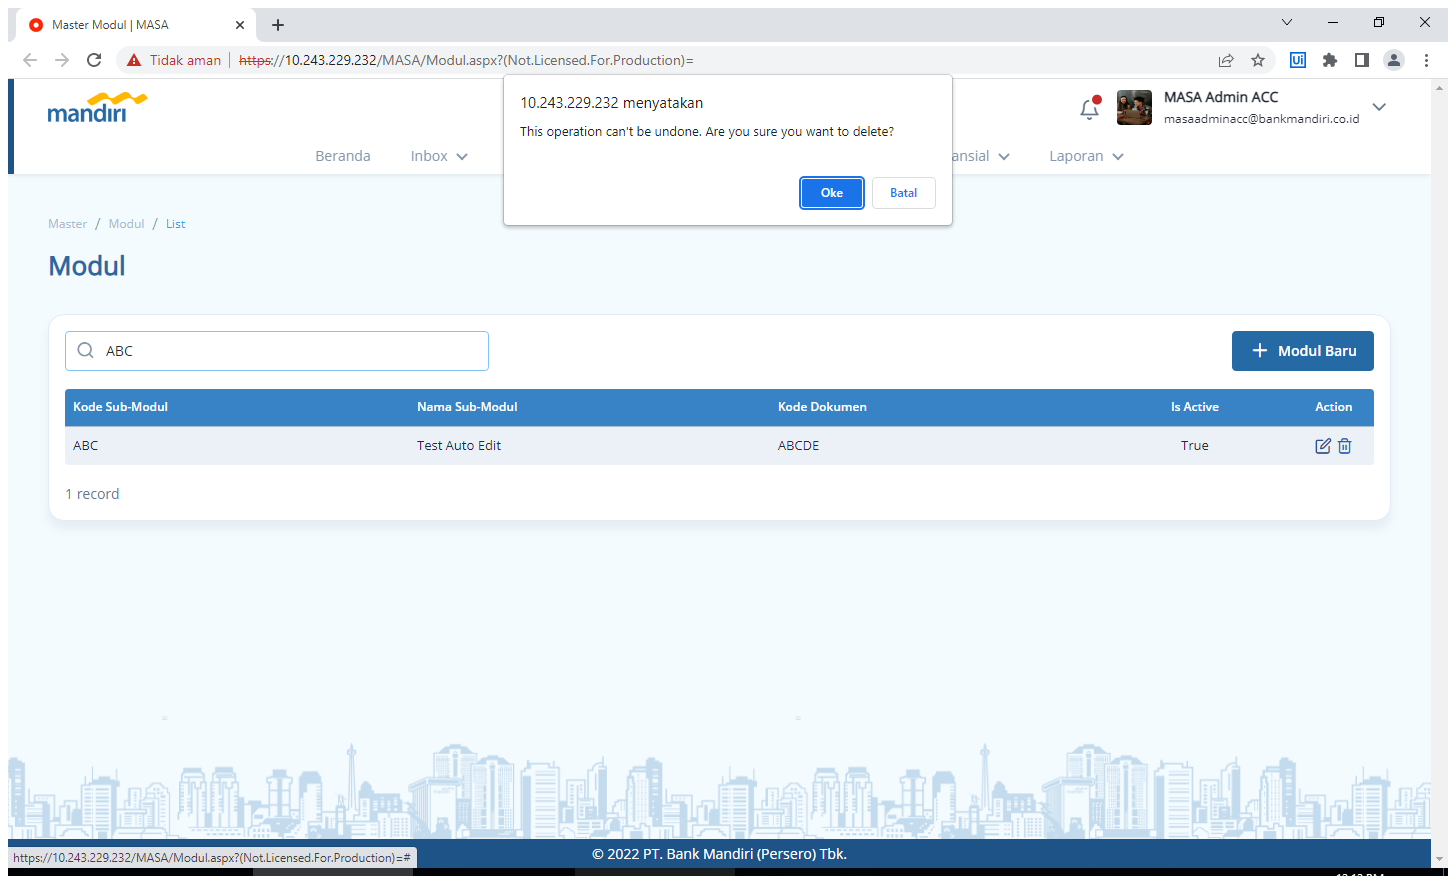 Master Modul | MASA
Tidak aman
https://10.243.229.232/MASA/Modul.aspx?(Not.Licensed.For.Production)=
Ui
10.243.229.232 menyatakan
This operation can't be undone. Are you sure you want to delete?
Oke
Batal
mandiri
MASA Admin ACC
masaadminacc@bankmandiri.co.id
Beranda
Inbox
ansial
Laporan
Master / Modul / List
Modul
ABC
Modul Baru
Kode Sub-Modul Nama Sub-Modul Kode Dokumen Is Active Action
ABC Test Auto Edit ABCDE True
1 record
© 2022 PT. Bank Mandiri (Persero) Tbk.
https://10.243.229.232/MASA/Modul.aspx?(Not.Licensed.For.Production)=#